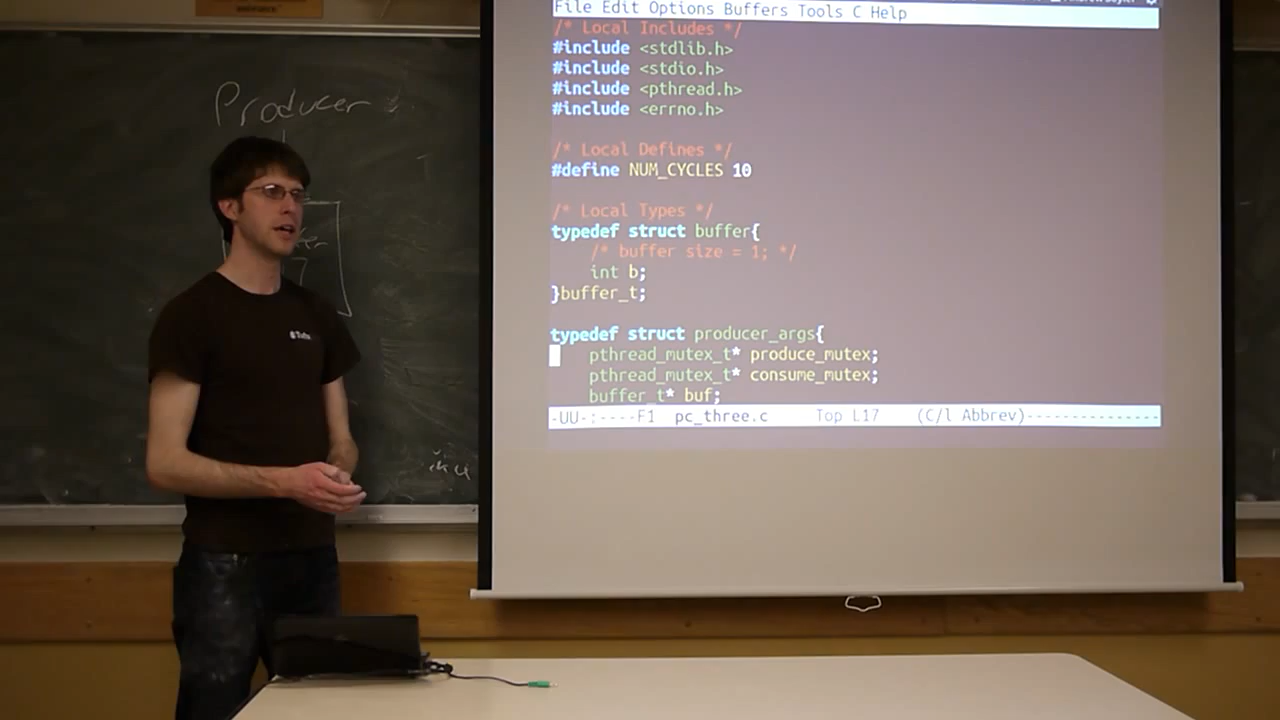 File Edit Options Buffers Tools C Help
/* Local Includes */
#include <stdlib.h>
#include <stdio.h>
#include <pthread.h>
#include <errno.h>
/* Local Defines */
#define NUM_CYCLES 10
/* Local Types */
typedef struct buffer{
/* buffer size = 1; */
int b;
}buffer_t;
typedef struct producer_args{
pthread_mutex_t* produce_mutex;
pthread_mutex_t* consume_mutex;
buffer_t* buf;
-UU-:----F1 pc_three.c Top L17 (C/l Abbrev)---------------
Producer